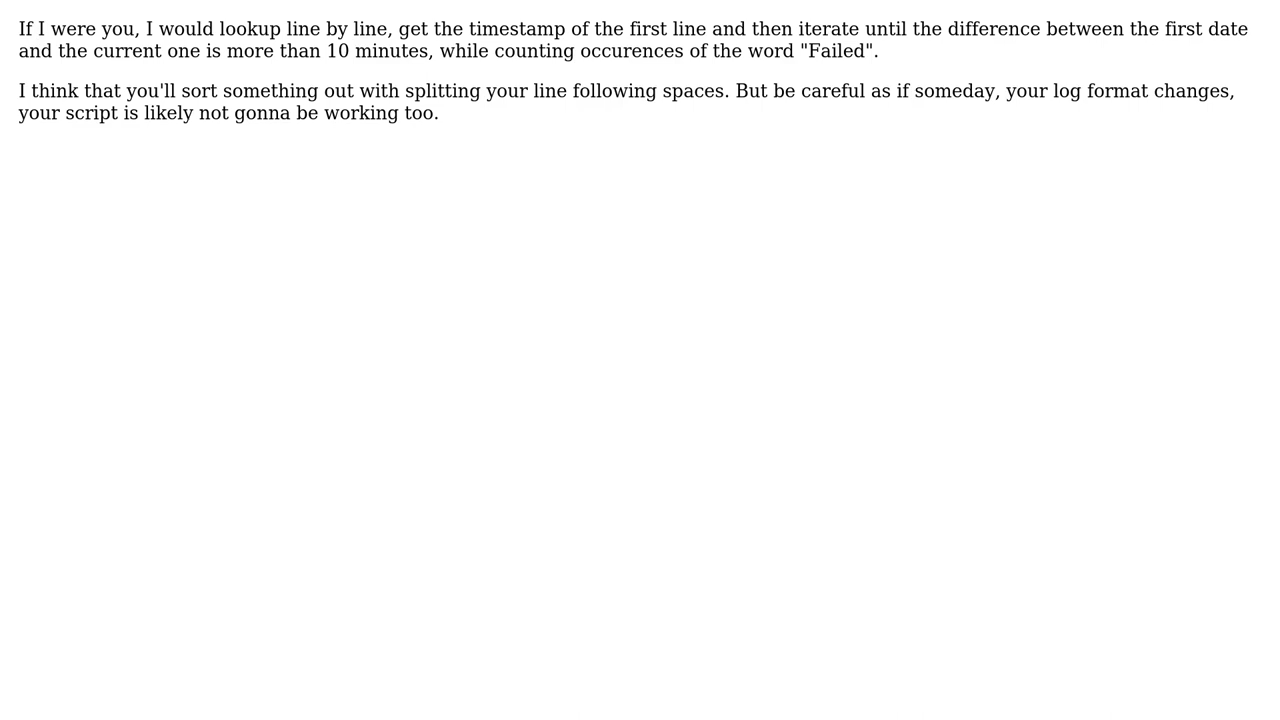 If I were you, I would lookup line by line, get the timestamp of the first line and then iterate until the difference between the first date
and the current one is more than 10 minutes, while counting occurences of the word "Failed".
I think that you'll sort something out with splitting your line following spaces. But be careful as if someday, your log format changes,
your script is likely not gonna be working too.